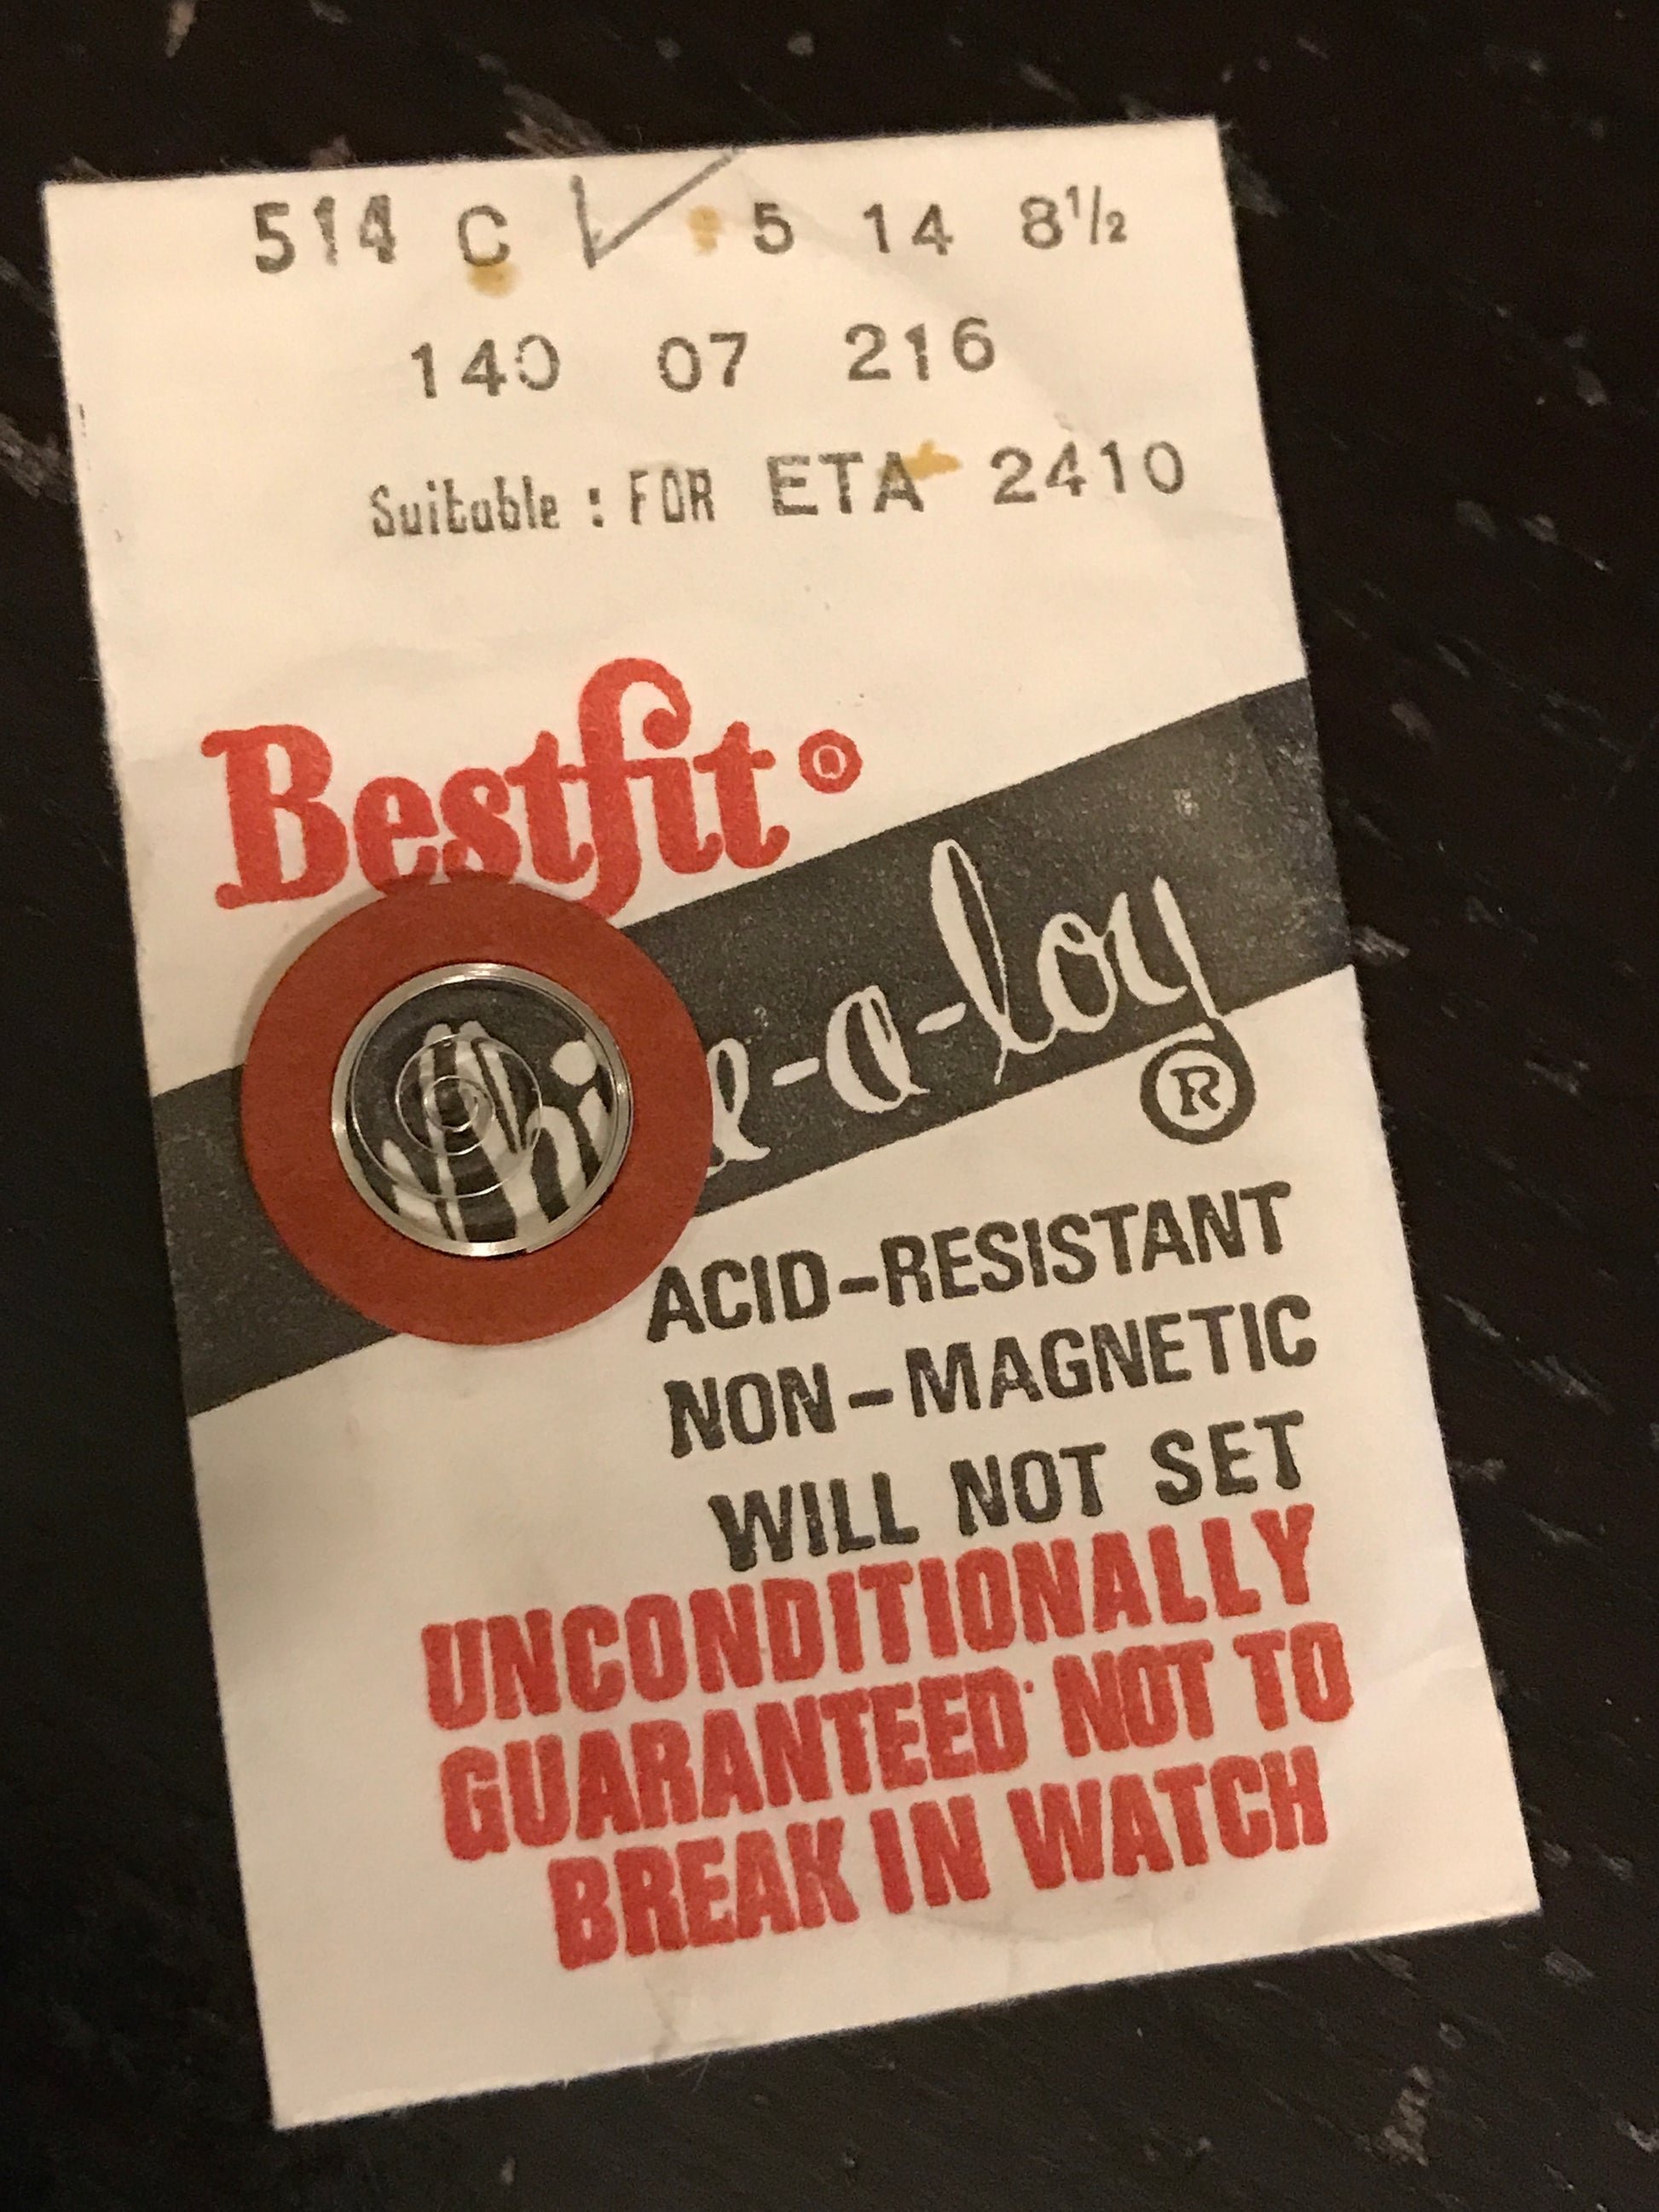 514 C 5 14 8½
140 07 216
Suitable : FOR ETA 2410
Bestfit®
-a-loy®
ACID-RESISTANT
NON-MAGNETIC
WILL NOT SET
UNCONDITIONALLY
GUARANTEED NOT TO
BREAK IN WATCH